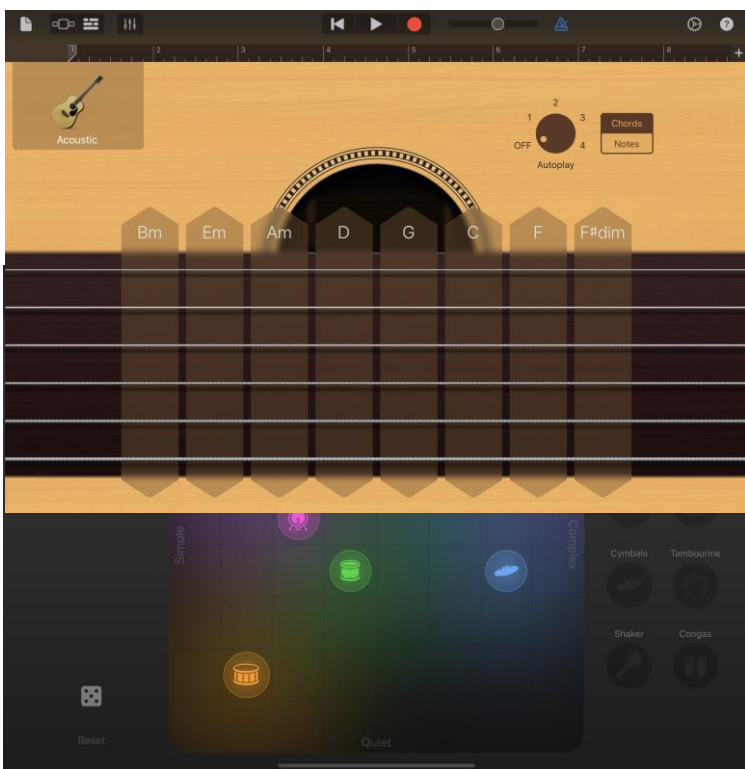 1 2 3 4 5 6 7 8 +
?
Acoustic
2
1 3
OFF 4
Autoplay
Chords
Notes
Bm Em Am D G C F F#dim
Simple
Complex
Cymbals Tambourine
Shaker Congas
Reset
Quiet